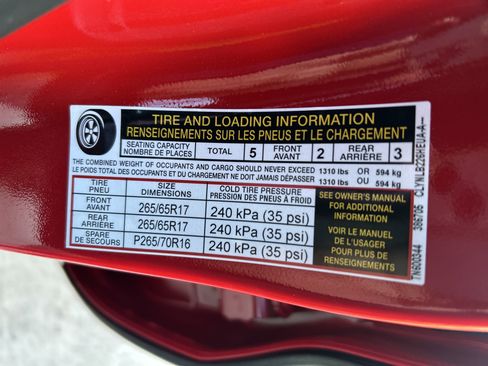 TIRE AND LOADING INFORMATION
RENSEIGNEMENTS SUR LES PNEUS ET LE CHARGEMENT
SEATING CAPACITY
NOMBRE DE PLACES
TOTAL 5
FRONT
AVANT 2
REAR
ARRIÈRE 3
THE COMBINED WEIGHT OF OCCUPANTS AND CARGO SHOULD NEVER EXCEED 1310 lbs OR 594 kg
LE POIDS TOTAL DES OCCUPANTS ET DU CHARGEMENT NE DOIT JAMAIS DÉPASSER 1310 lbs OU 594 kg
TIRE
PNEU
SIZE
DIMENSIONS
COLD TIRE PRESSURE
PRESSION DES PNEUS À FROID
FRONT
AVANT
265/65R17
240 kPa (35 psi)
REAR
ARRIÈRE
265/65R17
240 kPa (35 psi)
SPARE
DE SECOURS
P265/70R16
240 kPa (35 psi)
SEE OWNER'S MANUAL
FOR ADDITIONAL
INFORMATION
VOIR LE MANUEL
DE L'USAGER
POUR PLUS DE
RENSEIGNEMENTS